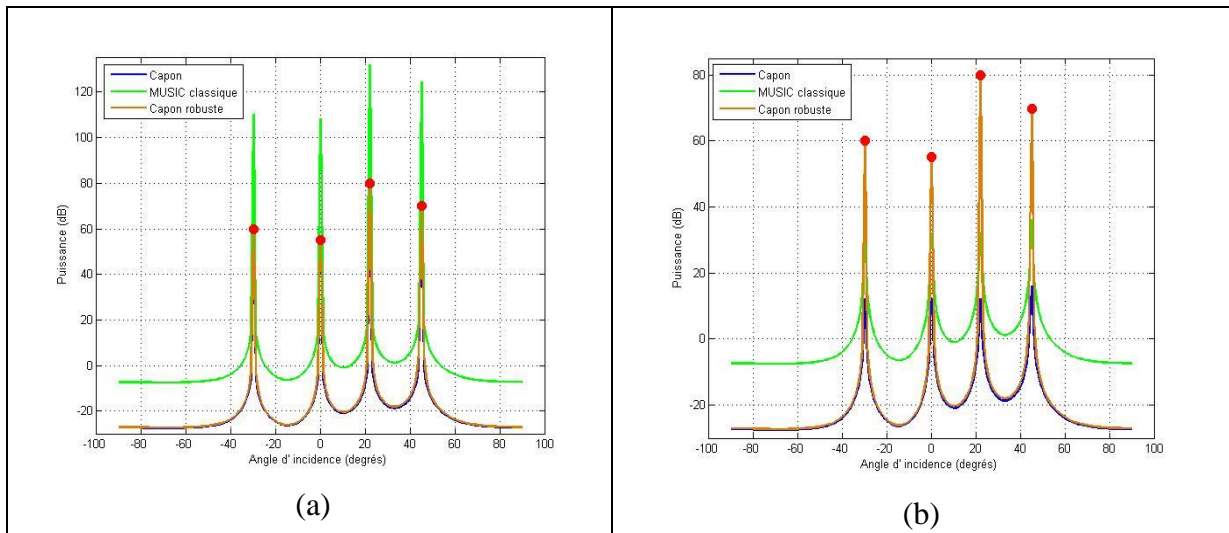 Capon
MUSIC classique
Capon robuste
120
100
80
60
40
20
0
-20
Puissance (dB)
-100 -80 -60 -40 -20 0 20 40 60 80 100
Angle d' incidence (degrés)
(a)
Capon
MUSIC classique
Capon robuste
80
60
40
20
0
-20
Puissance (dB)
-100 -80 -60 -40 -20 0 20 40 60 80 100
Angle d' incidence (degrés)
(b)